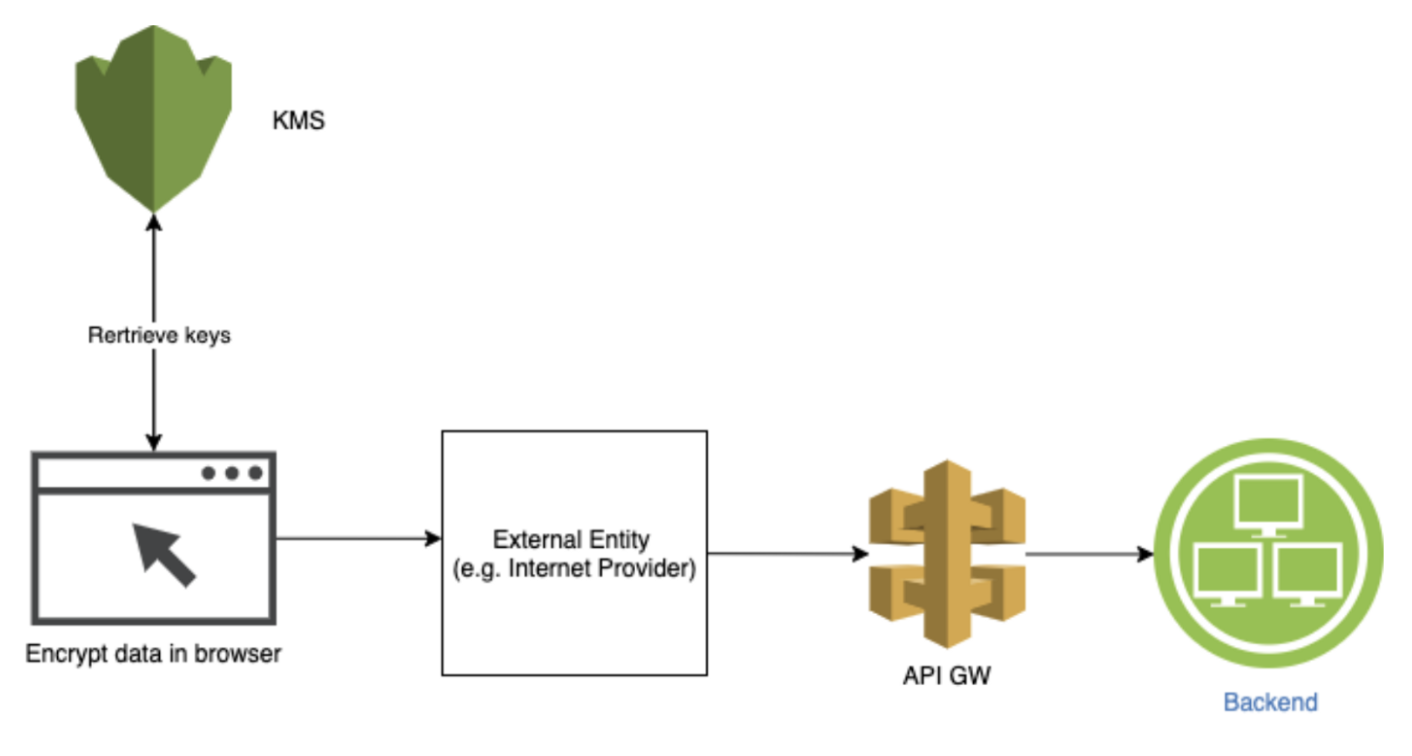 KMS
Rertrieve keys
External Entity
(e.g. Internet Provider)
Encrypt data in browser
API GW
Backend